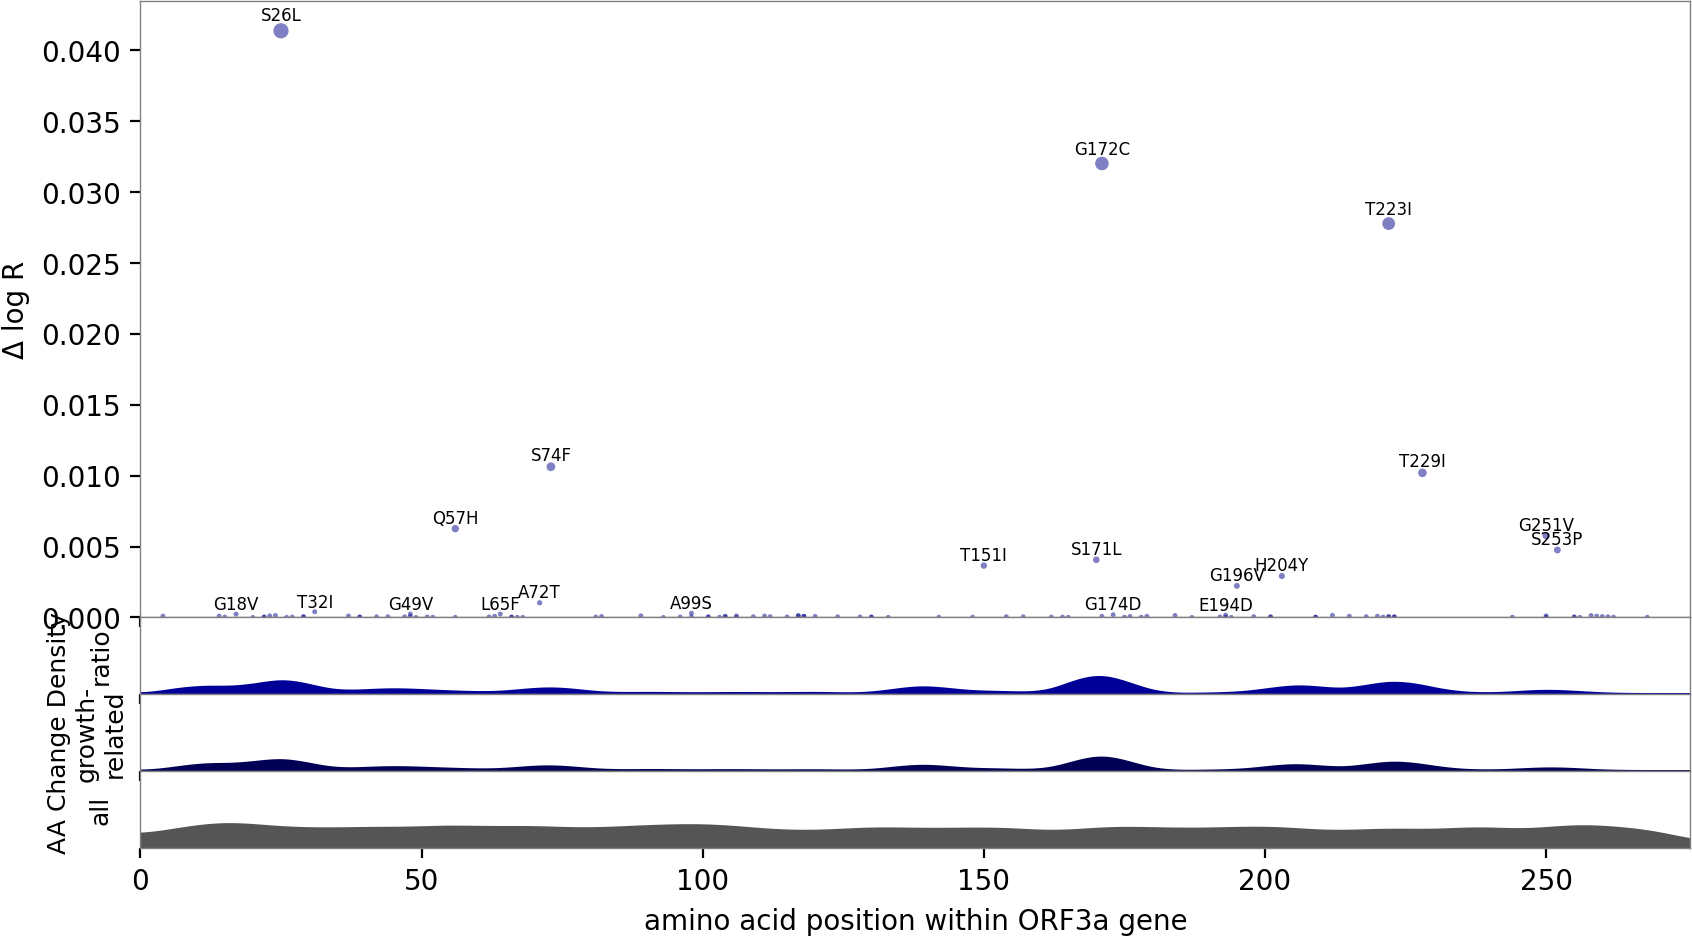 S26L
0.040
0.035
G172C
0.030
T223I
0.025
Δ log R
0.020
0.015
S74F
T229I
0.010
Q57H
G251V
S253P
0.005
T151I
S171L
H204Y
G196V
A72T
G18V
T32I
G49V
L65F
A99S
G174D
E194D
0.000
AA Change Density
ratio
growth-
related
all
0
50
100
150
200
250
amino acid position within ORF3a gene